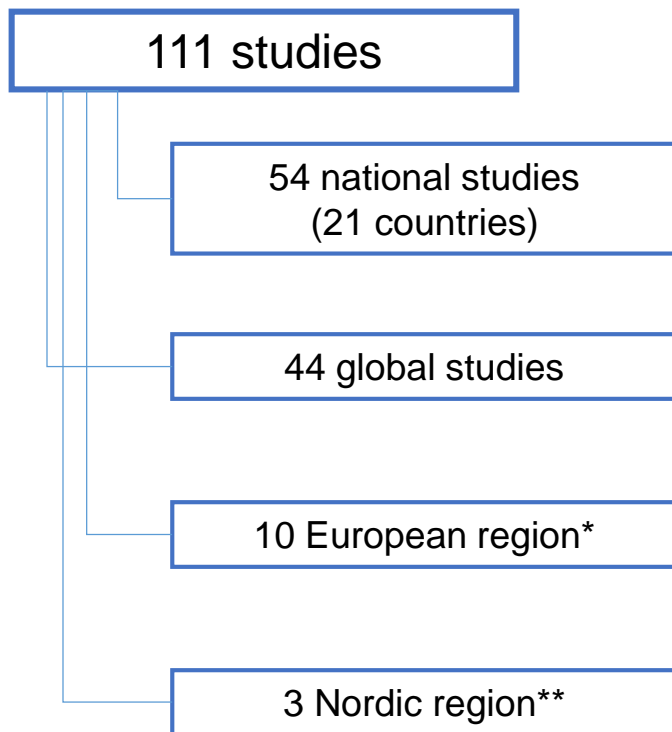 111 studies
54 national studies
(21 countries)
44 global studies
10 European region*
3 Nordic region**